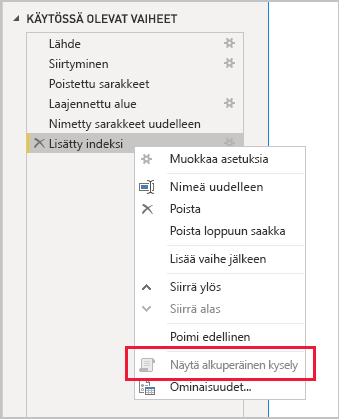 KÄYTÖSSÄ OLEVAT VAIHEET
Lähde
Siirtyminen
Poistettu sarakkeet
Laajennettu alue
Nimetty sarakkeet uudelleen
Lisätty indeksi
Muokkaa asetuksia
Nimeä uudelleen
Poista
Poista loppuun saakka
Lisää vaihe jälkeen
Siirrä ylös
Siirrä alas
Poimi edellinen
Näytä alkuperäinen kysely
Ominaisuudet...